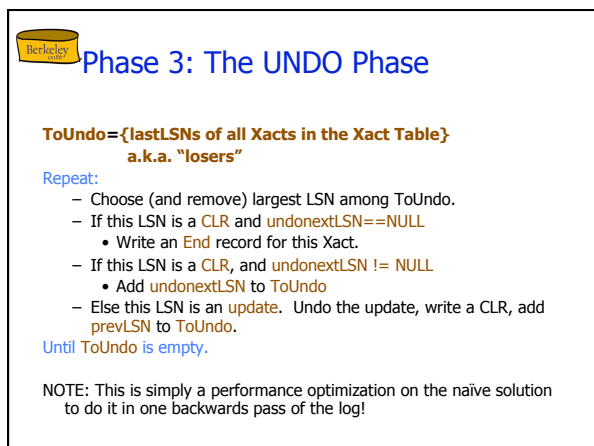 Berkeley
cs186
Phase 3: The UNDO Phase
ToUndo={lastLSNs of all Xacts in the Xact Table}
a.k.a. “losers”
Repeat:
– Choose (and remove) largest LSN among ToUndo.
– If this LSN is a CLR and undonextLSN==NULL
• Write an End record for this Xact.
– If this LSN is a CLR, and undonextLSN != NULL
• Add undonextLSN to ToUndo
– Else this LSN is an update. Undo the update, write a CLR, add
prevLSN to ToUndo.
Until ToUndo is empty.
NOTE: This is simply a performance optimization on the naïve solution
to do it in one backwards pass of the log!